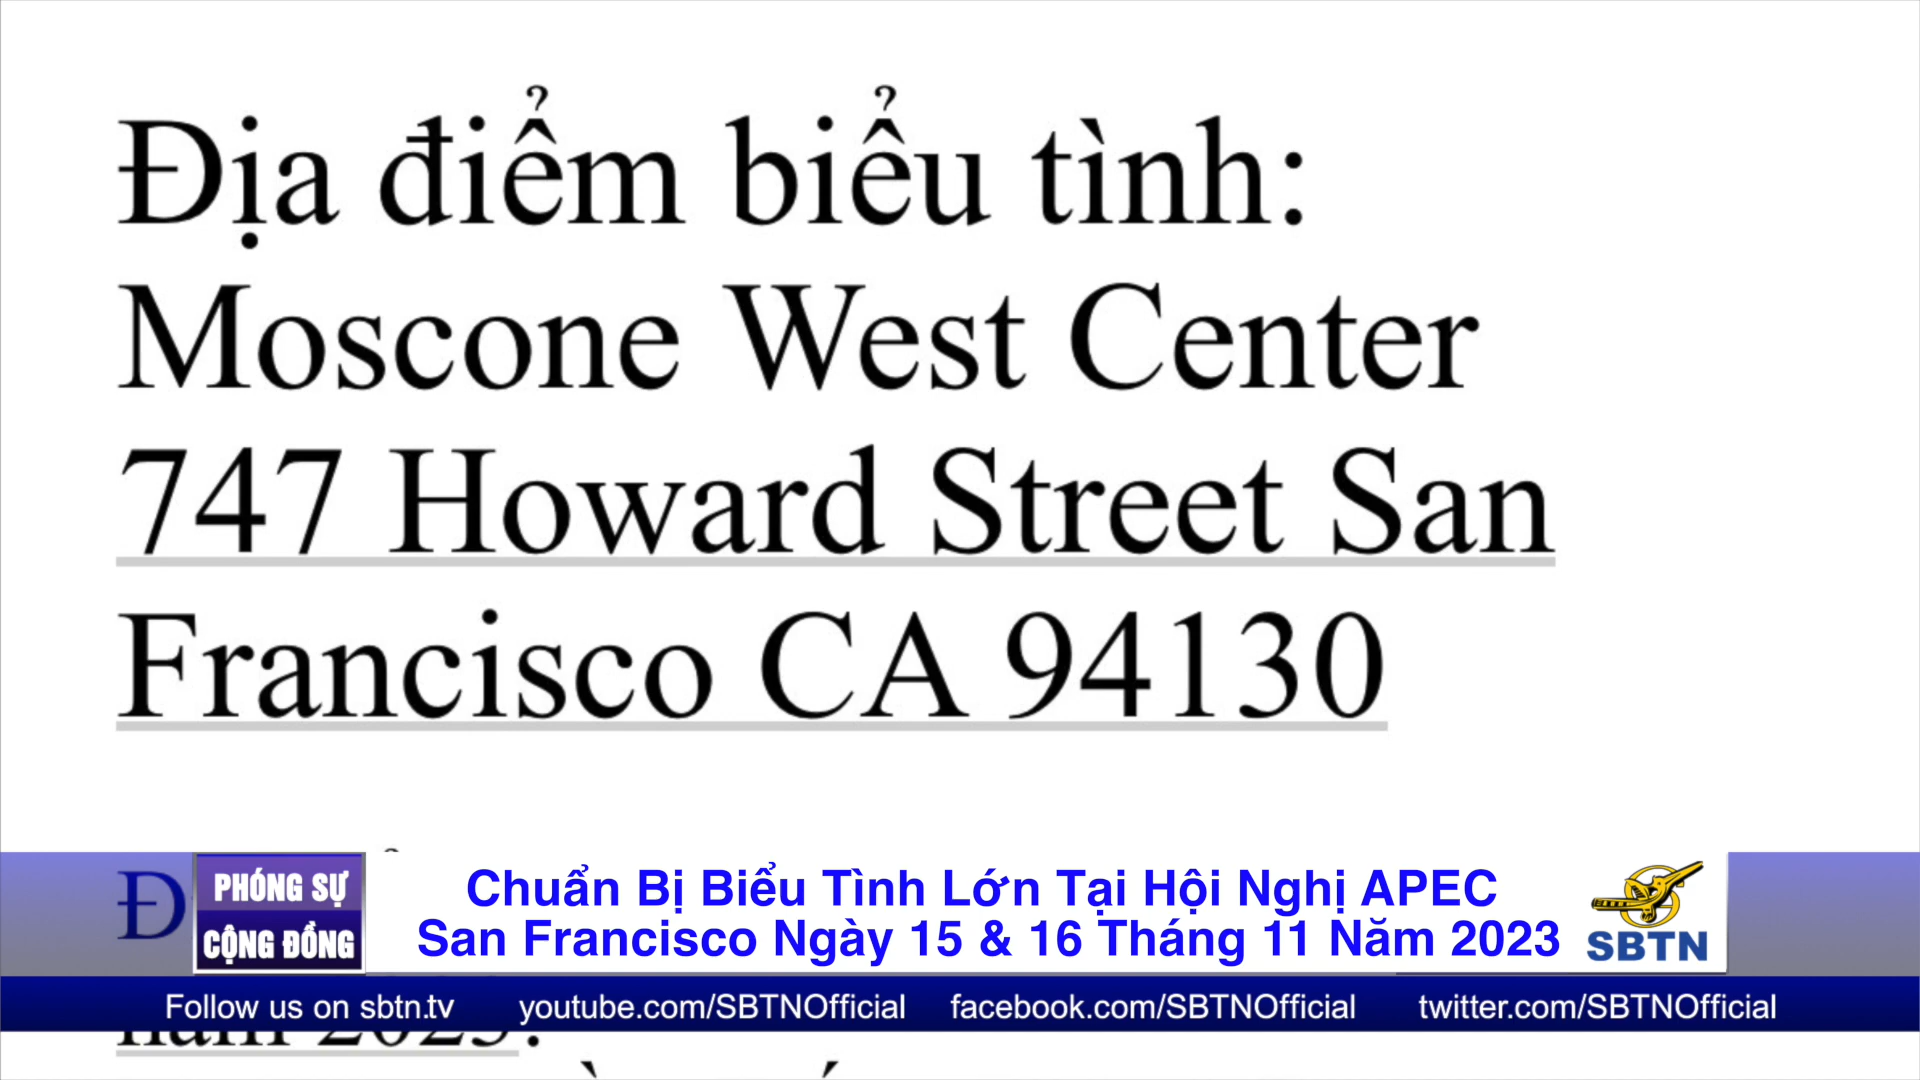 Địa điểm biểu tình:
Moscone West Center
747 Howard Street San
Francisco CA 94130
Đ
PHÓNG SỰ
CỘNG ĐỒNG
Chuẩn Bị Biểu Tình Lớn Tại Hội Nghị APEC
San Francisco Ngày 15 & 16 Tháng 11 Năm 2023
SBTN
Follow us on sbtn.tv youtube.com/SBTNOfficial facebook.com/SBTNOfficial twitter.com/SBTNOfficial
năm 2023: